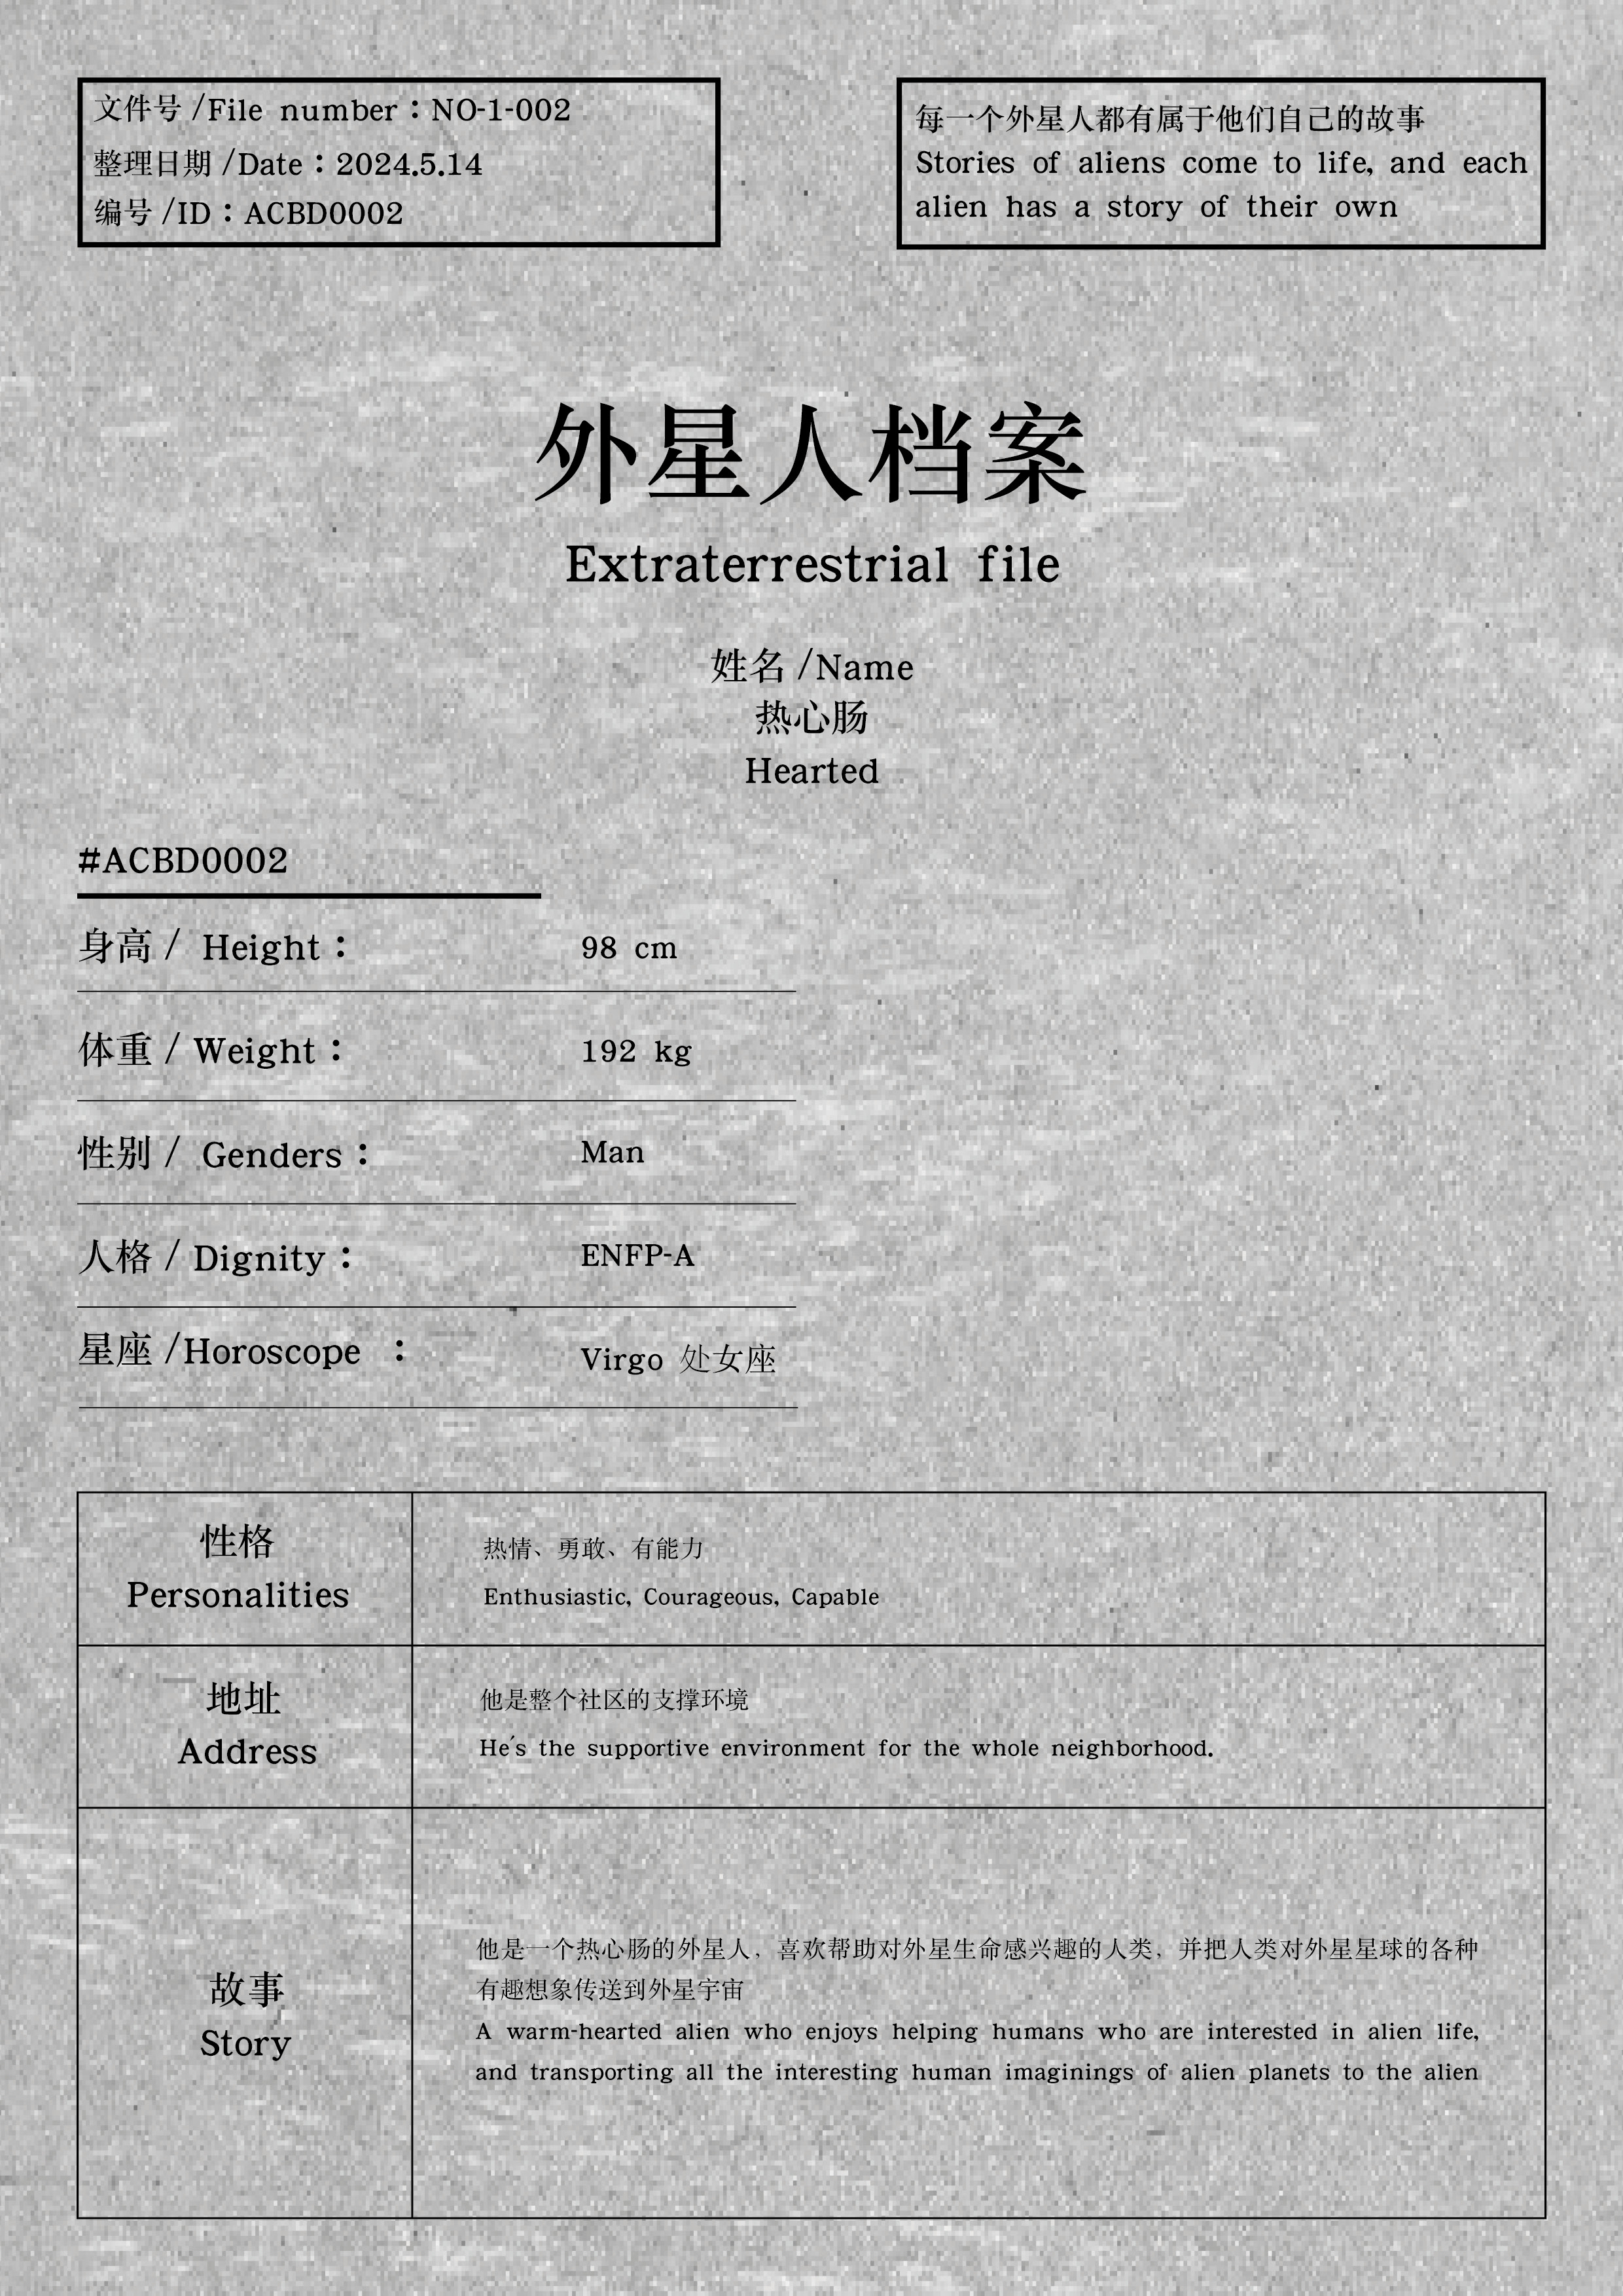 文件号 /File number：NO-1-002
整理日期 /Date：2024.5.14
编号 /ID：ACBD0002
每一个外星人都有属于他们自己的故事
Stories of aliens come to life, and each
alien has a story of their own
外星人档案
Extraterrestrial file
姓名 /Name
热心肠
Hearted
#ACBD0002
身高 / Height： 98 cm
体重 / Weight： 192 kg
性别 / Genders： Man
人格 / Dignity： ENFP-A
星座 /Horoscope ： Virgo 处女座
性格
Personalities
热情、勇敢、有能力
Enthusiastic, Courageous, Capable
地址
Address
他是整个社区的支撑环境
He's the supportive environment for the whole neighborhood.
故事
Story
他是一个热心肠的外星人，喜欢帮助对外星生命感兴趣的人类，并把人类对外星星球的各种
有趣想象传送到外星宇宙
A warm-hearted alien who enjoys helping humans who are interested in alien life,
and transporting all the interesting human imaginings of alien planets to the alien